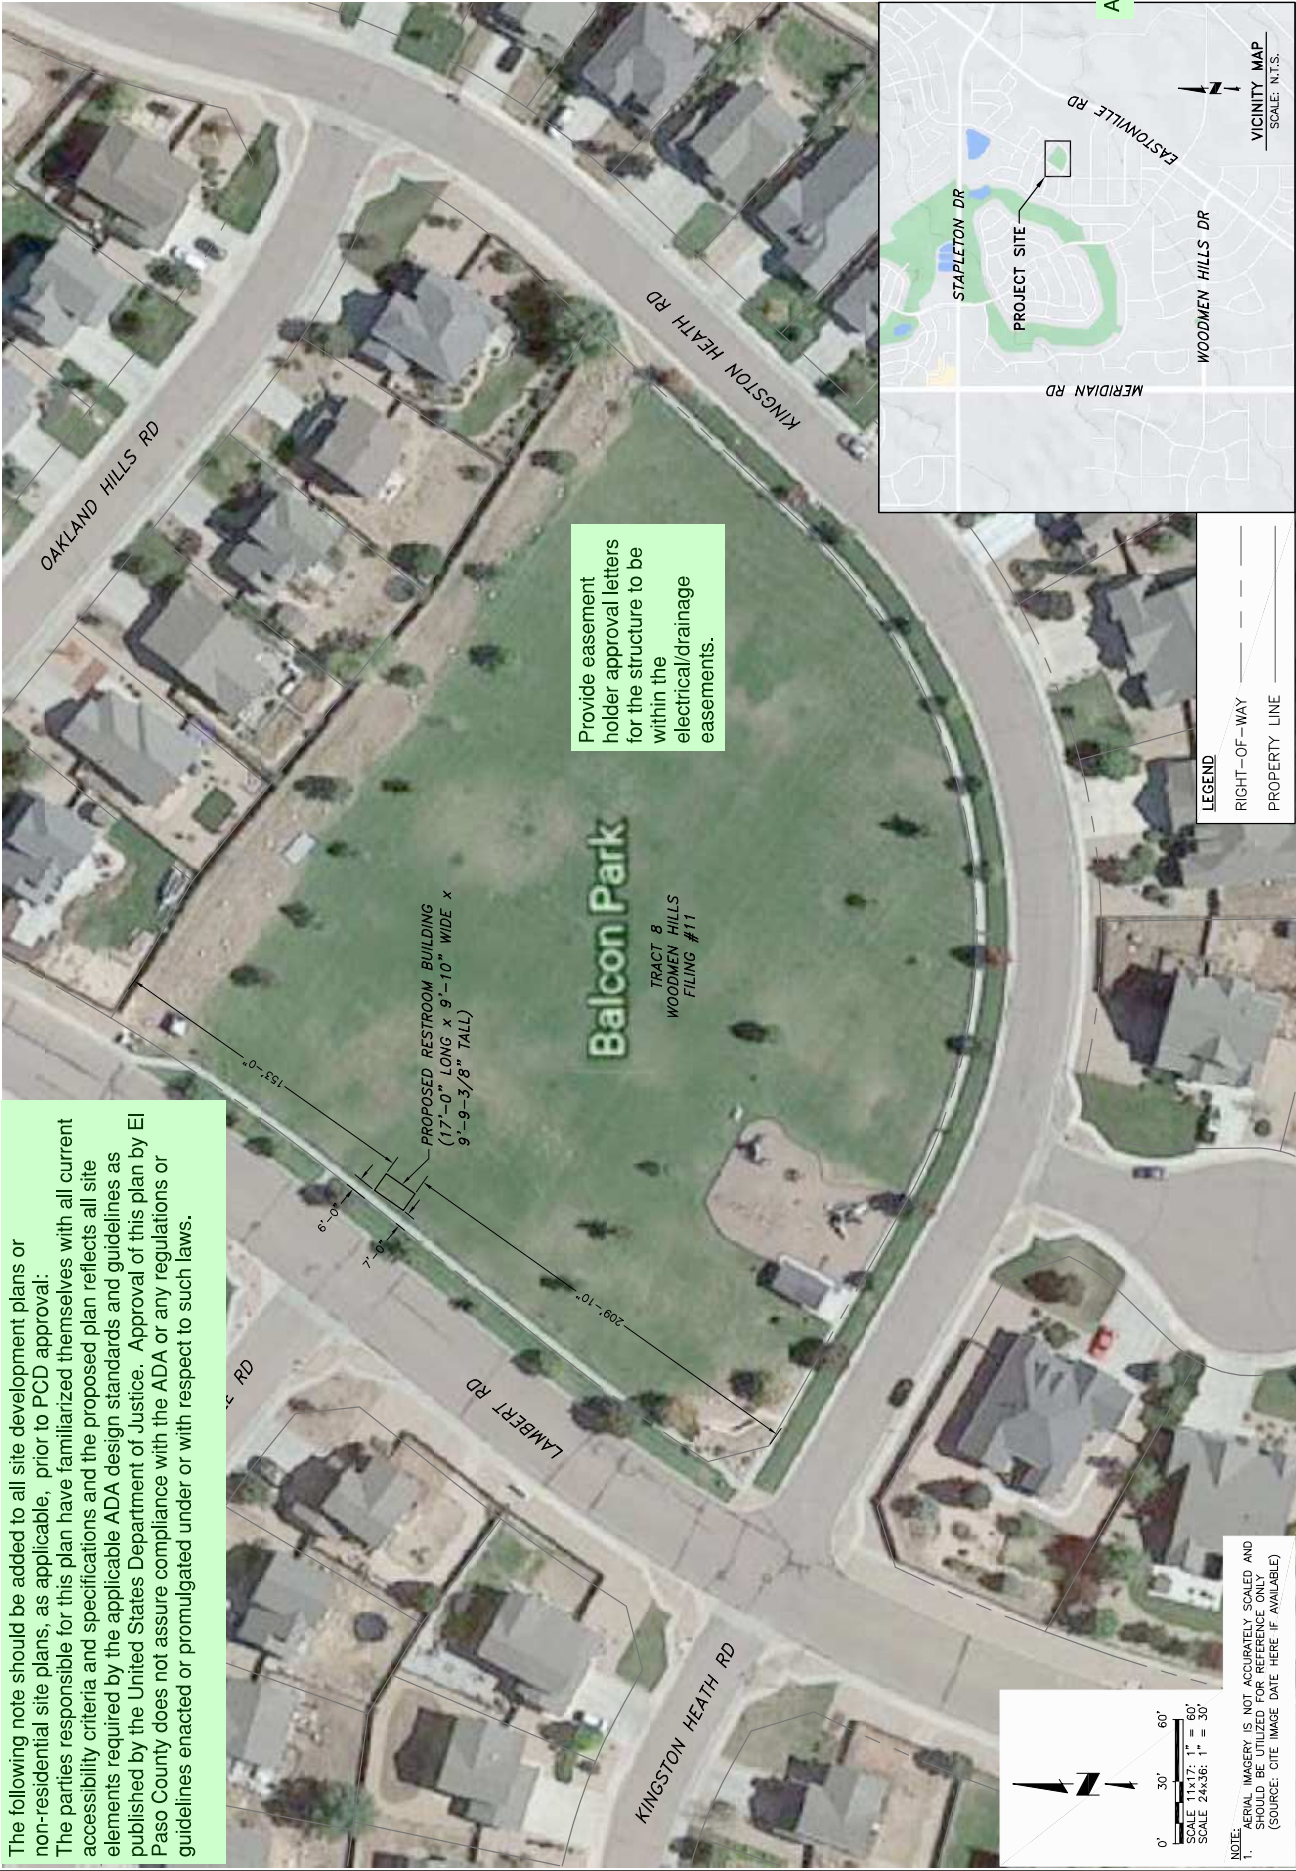 The following note should be added to all site development plans or
non-residential site plans, as applicable, prior to PCD approval:
The parties responsible for this plan have familiarized themselves with all current
accessibility criteria and specifications and the proposed plan reflects all site
elements required by the applicable ADA design standards and guidelines as
published by the United States Department of Justice. Approval of this plan by El
Paso County does not assure compliance with the ADA or any regulations or
guidelines enacted or promulgated under or with respect to such laws.
OAKLAND HILLS RD
KINGSTON HEATH RD
RD
LAMBERT RD
KINGSTON HEATH RD
153'-0"
6'-0"
7'-0"
209'-10"
PROPOSED RESTROOM BUILDING
(17'-0" LONG x 9'-10" WIDE x
9'-9-3/8" TALL)
Balcon Park
TRACT 8
WOODMEN HILLS
FILING #11
Provide easement
holder approval letters
for the structure to be
within the
electrical/drainage
easements.
0' 30' 60'
SCALE 11x17: 1" = 60'
SCALE 24x36: 1" = 30'
NOTE:
1. AERIAL IMAGERY IS NOT ACCURATELY SCALED AND
SHOULD BE UTILIZED FOR REFERENCE ONLY
(SOURCE: CITE IMAGE DATE HERE IF AVAILABLE)
LEGEND
RIGHT-OF-WAY
PROPERTY LINE
STAPLETON DR
PROJECT SITE
EASTONVILLE RD
MERIDIAN RD
WOODMEN HILLS DR
VICINITY MAP
SCALE: N.T.S.
A